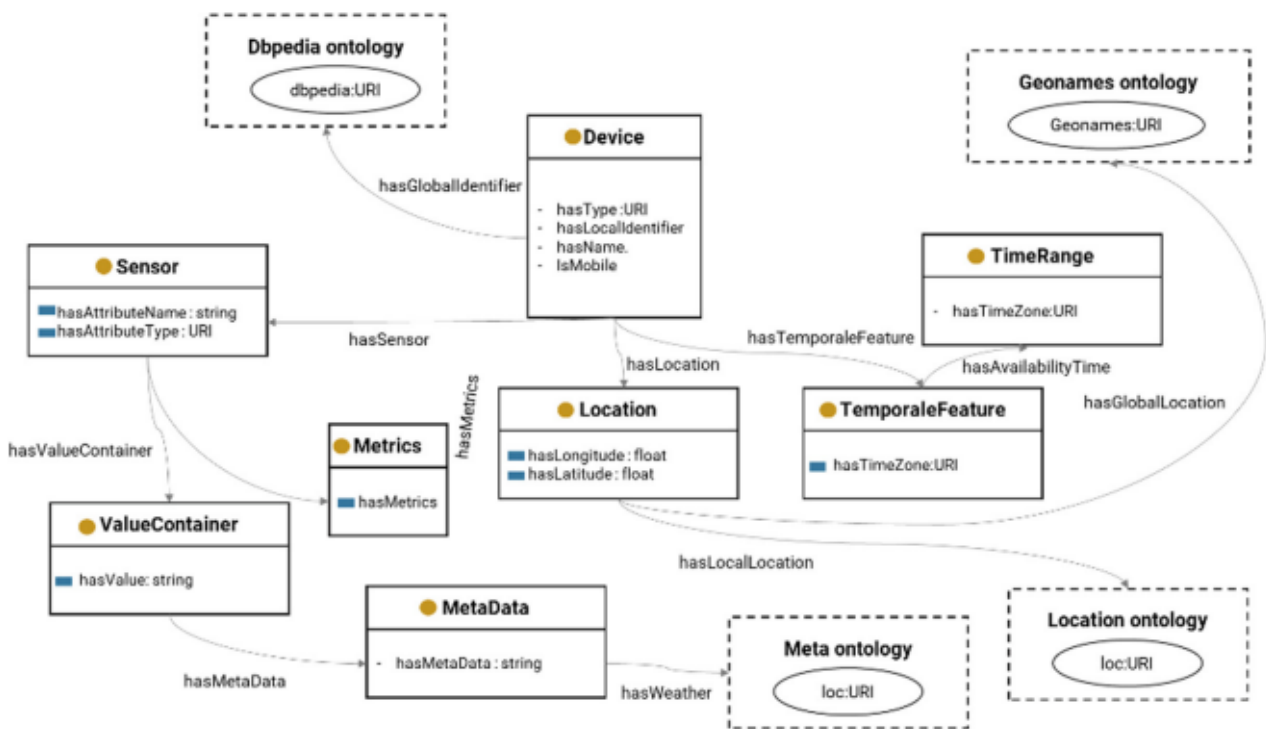 Dbpedia ontology
dbpedia:URI
Geonames ontology
Geonames:URI
Device
hasGlobalIdentifier
- hasType:URI
- hasLocalIdentifier
- hasName.
- IsMobile
Sensor
hasAttributeName: string
hasAttributeType: URI
TimeRange
- hasTimeZone:URI
hasSensor
hasTemporaleFeature
hasLocation
hasAvailabilityTime
hasGlobalLocation
hasMetrics
Location
hasLongitude: float
hasLatitude: float
TemporaleFeature
hasTimeZone:URI
hasValueContainer
Metrics
hasMetrics
ValueContainer
hasValue: string
hasLocalLocation
MetaData
- hasMetaData: string
hasMetaData
hasWeather
Meta ontology
loc:URI
Location ontology
loc:URI